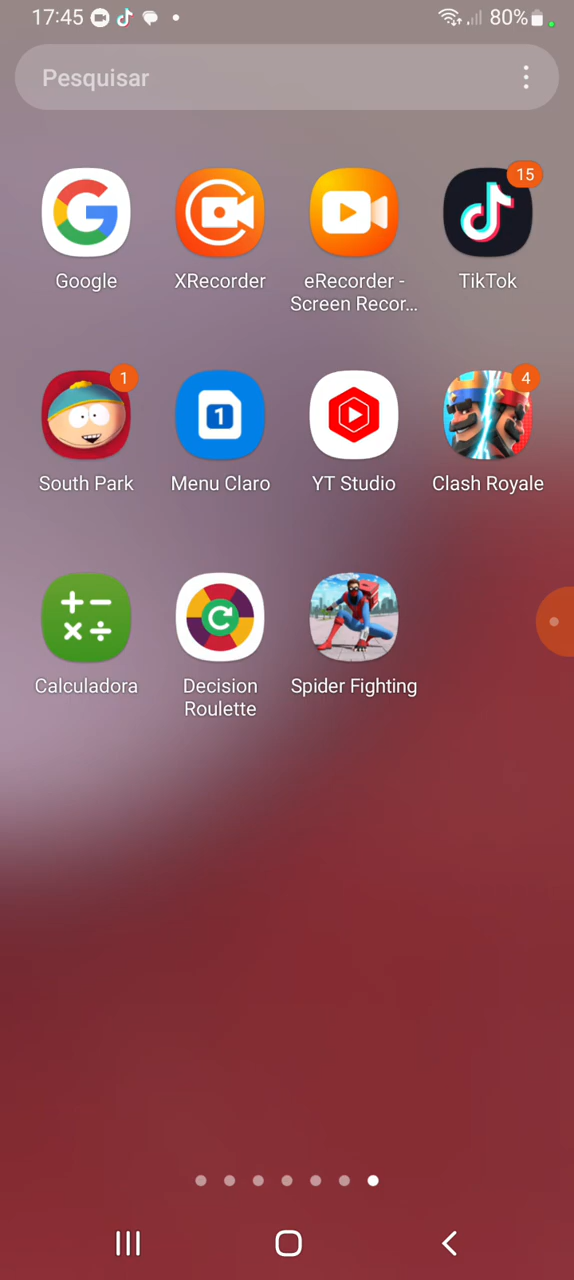 17:45
80%
Pesquisar
15
Google
XRecorder
eRecorder -
Screen Recor...
TikTok
1
4
South Park
1
Menu Claro
YT Studio
Clash Royale
Calculadora
Decision
Roulette
Spider Fighting